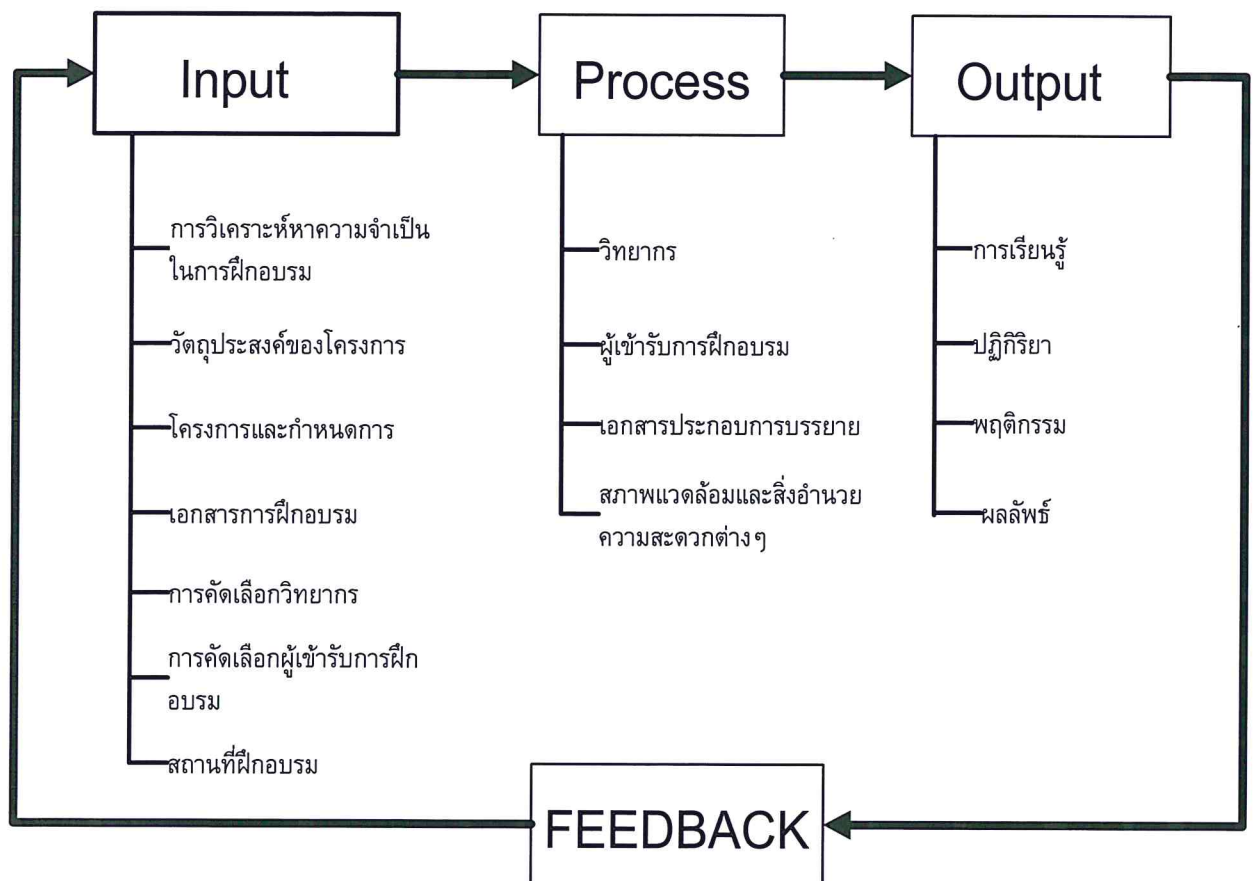 Input
การวิเคราะห์หาความจำเป็น
ในการฝึกอบรม
วัตถุประสงค์ของโครงการ
โครงการและกำหนดการ
เอกสารการฝึกอบรม
การคัดเลือกวิทยากร
การคัดเลือกผู้เข้ารับการฝึก
อบรม
สถานที่ฝึกอบรม
Process
วิทยากร
ผู้เข้ารับการฝึกอบรม
เอกสารประกอบการบรรยาย
สภาพแวดล้อมและสิ่งอำนวย
ความสะดวกต่างๆ
Output
การเรียนรู้
ปฏิกิริยา
พฤติกรรม
ผลลัพธ์
FEEDBACK